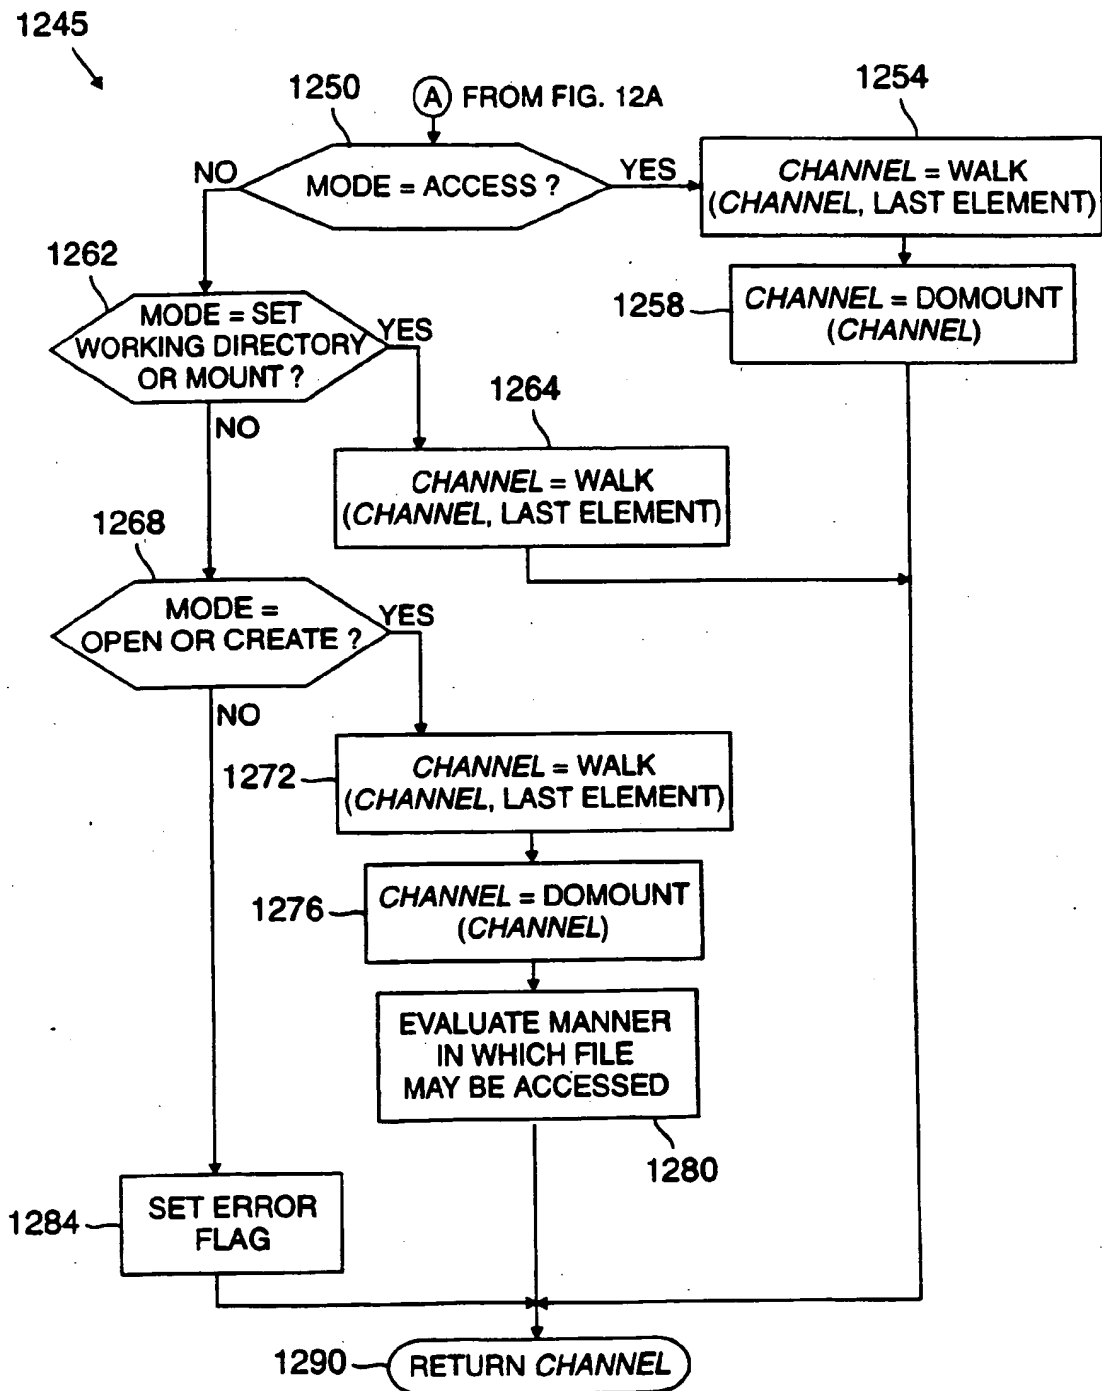 1245
1250
A FROM FIG. 12A
1254
NO
MODE = ACCESS ?
YES
CHANNEL = WALK
(CHANNEL, LAST ELEMENT)
1262
1258
CHANNEL = DOMOUNT
(CHANNEL)
MODE = SET
WORKING DIRECTORY
OR MOUNT ?
YES
NO
1264
CHANNEL = WALK
(CHANNEL, LAST ELEMENT)
1268
MODE =
OPEN OR CREATE ?
YES
NO
1272
CHANNEL = WALK
(CHANNEL, LAST ELEMENT)
1276
CHANNEL = DOMOUNT
(CHANNEL)
EVALUATE MANNER
IN WHICH FILE
MAY BE ACCESSED
1280
1284
SET ERROR
FLAG
1290
RETURN CHANNEL